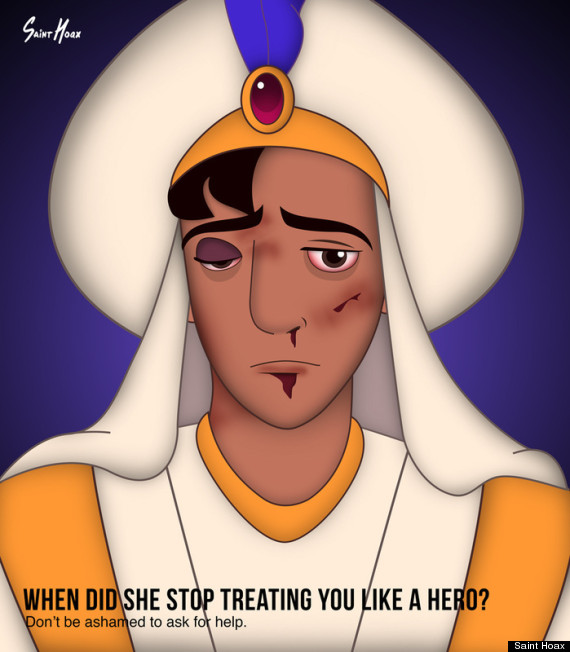 Saint Hoax
WHEN DID SHE STOP TREATING YOU LIKE A HERO?
Don't be ashamed to ask for help.
Saint Hoax